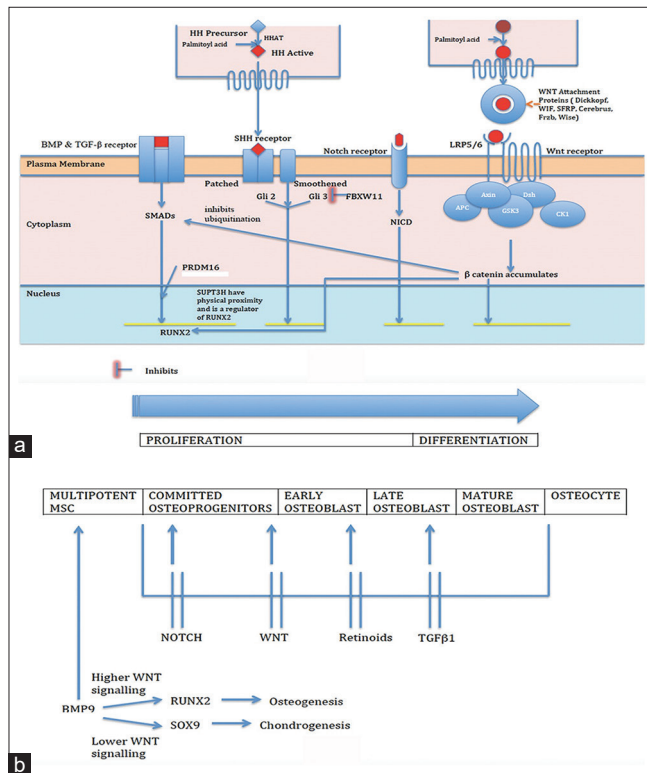 HH Precursor
HHAT
Palmitoyl acid
HH Active
Palmitoyl acid
WNT Attachment
Proteins ( Dickkopf,
WIF, SFRP, Cerebrus,
Frzb, Wise)
SHH receptor
Notch receptor
LRP5/6
BMP & TGF-β receptor
Wnt receptor
Plasma Membrane
Patched
Smoothened
Gli 2
Gli 3
FBXW11
Axin
Dsh
APC
GSK3
CK1
SMADs
inhibits
ubiquitination
NICD
Cytoplasm
PRDM16
β catenin accumulates
Nucleus
SUPT3H have
physical proximity
and is a regulator
of RUNX2
RUNX2
Inhibits
a
PROLIFERATION
DIFFERENTIATION
MULTIPOTENT
MSC
COMMITTED
OSTEOPROGENITORS
EARLY
OSTEOBLAST
LATE
OSTEOBLAST
MATURE
OSTEOBLAST
OSTEOCYTE
NOTCH
WNT
Retinoids
TGFβ1
Higher WNT
signalling
BMP9
RUNX2
Osteogenesis
SOX9
Chondrogenesis
Lower WNT
signalling
b